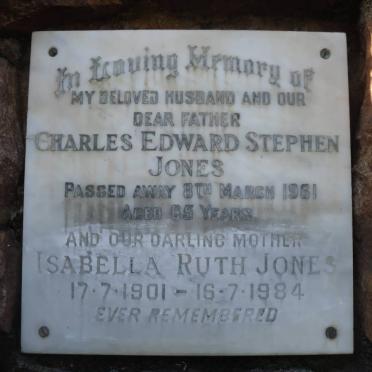 In Loving Memory of
MY BELOVED HUSBAND AND OUR
DEAR FATHER
CHARLES EDWARD STEPHEN
JONES
PASSED AWAY 8TH MARCH 1961
AGED 65 YEARS.
AND OUR DARLING MOTHER
ISABELLA RUTH JONES
17-7-1901 - 16-7-1984
EVER REMEMBERED